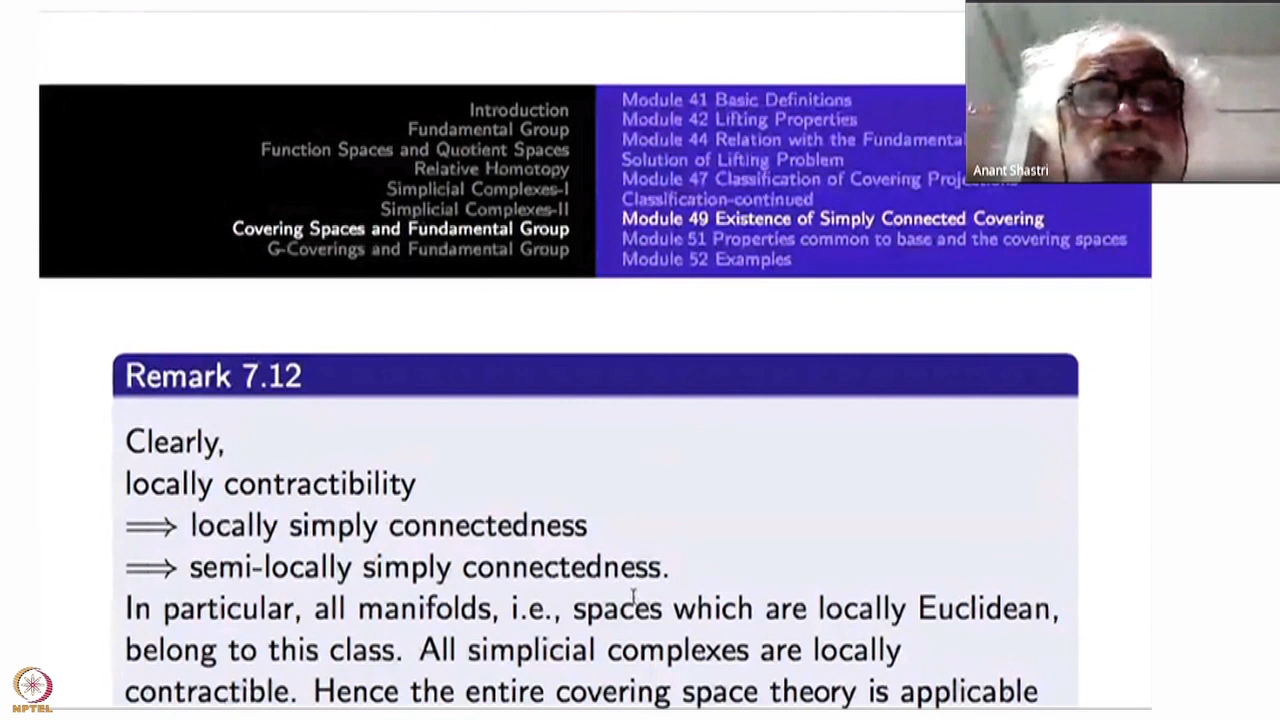 Introduction
Fundamental Group
Function Spaces and Quotient Spaces
Relative Homotopy
Simplicial Complexes-I
Simplicial Complexes-II
Covering Spaces and Fundamental Group
G-Coverings and Fundamental Group
Module 41 Basic Definitions
Module 42 Lifting Properties
Module 44 Relation with the Fundamental
Solution of Lifting Problem
Module 47 Classification of Covering
Classification-continued
Module 49 Existence of Simply Connected Covering
Module 51 Properties common to base and the covering spaces
Module 52 Examples
Anant Shastri
Remark 7.12
Clearly,
locally contractibility
⟹ locally simply connectedness
⟹ semi-locally simply connectedness.
In particular, all manifolds, i.e., spaces which are locally Euclidean,
belong to this class. All simplicial complexes are locally
contractible. Hence the entire covering space theory is applicable
NPTEL